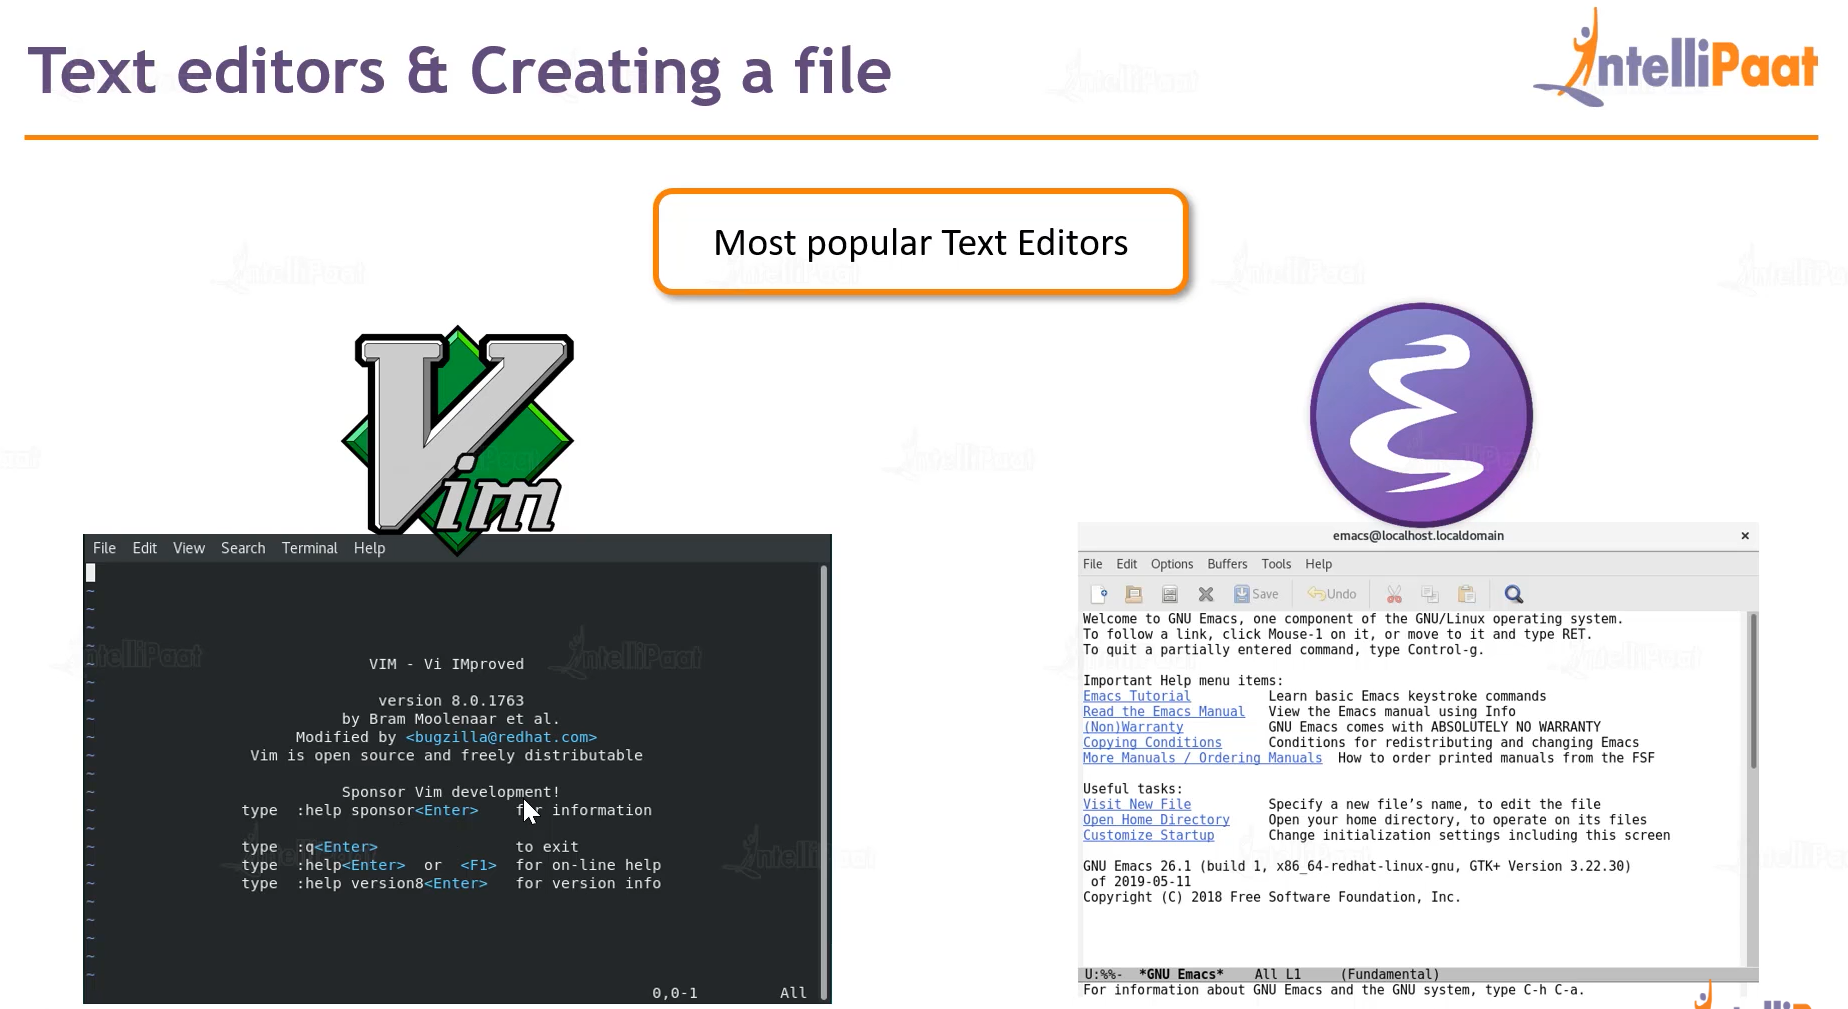 Text editors & Creating a file
IntelliPaat
Most popular Text Editors
Vim
File Edit View Search Terminal Help
~
~
~
~
~
VIM - Vi IMproved
~
~ version 8.0.1763
~ by Bram Moolenaar et al.
~ Modified by <bugzilla@redhat.com>
~ Vim is open source and freely distributable
~
~ Sponsor Vim development!
~ type :help sponsor<Enter> for information
~
~ type :q<Enter> to exit
~ type :help<Enter> or <F1> for on-line help
~ type :help version8<Enter> for version info
~
~
~
~
~
0,0-1 All
emacs@localhost.localdomain ×
File Edit Options Buffers Tools Help
Save Undo
Welcome to GNU Emacs, one component of the GNU/Linux operating system.
To follow a link, click Mouse-1 on it, or move to it and type RET.
To quit a partially entered command, type Control-g.
Important Help menu items:
Emacs Tutorial Learn basic Emacs keystroke commands
Read the Emacs Manual View the Emacs manual using Info
(Non)Warranty GNU Emacs comes with ABSOLUTELY NO WARRANTY
Copying Conditions Conditions for redistributing and changing Emacs
More Manuals / Ordering Manuals How to order printed manuals from the FSF
Useful tasks:
Visit New File Specify a new file’s name, to edit the file
Open Home Directory Open your home directory, to operate on its files
Customize Startup Change initialization settings including this screen
GNU Emacs 26.1 (build 1, x86_64-redhat-linux-gnu, GTK+ Version 3.22.30)
of 2019-05-11
Copyright (C) 2018 Free Software Foundation, Inc.
U:%%- *GNU Emacs* All L1 (Fundamental)
For information about GNU Emacs and the GNU system, type C-h C-a.